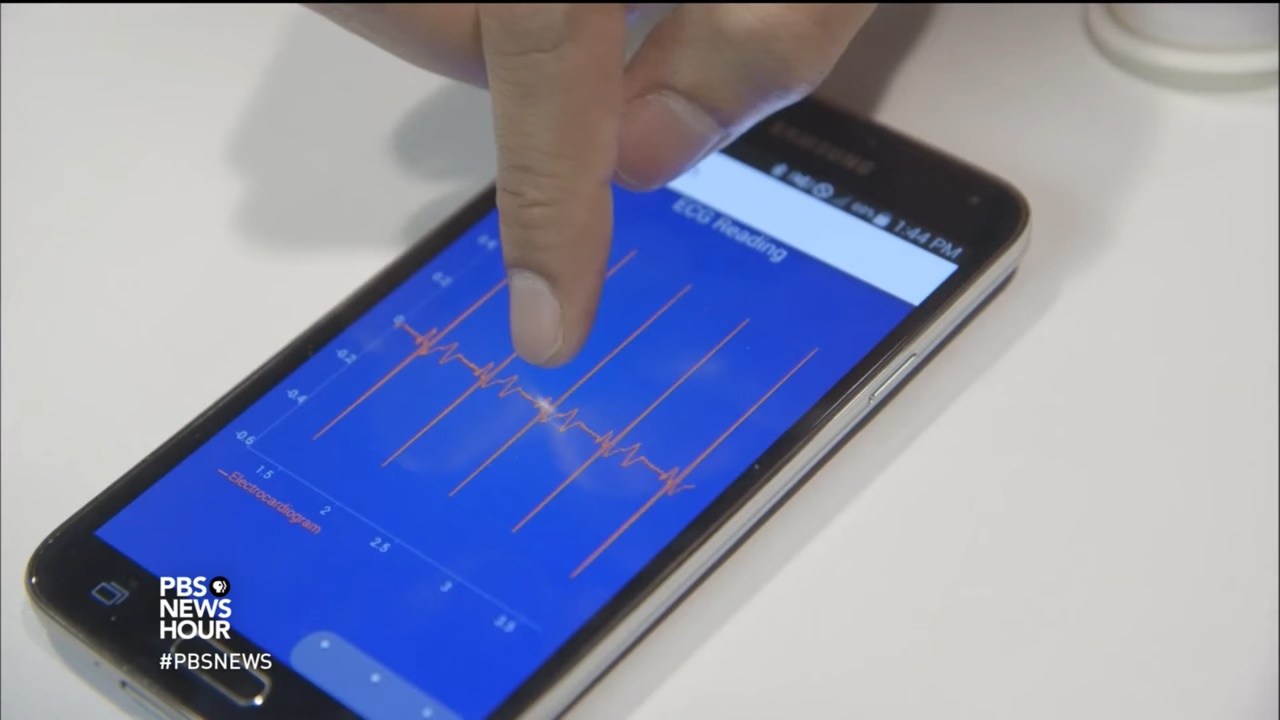 SAMSUNG
1:44 PM
ECG Reading
0.4
0.2
0
-0.2
-0.4
-0.6
1.5
2
2.5
3
3.5
Electrocardiogram
PBS
NEWS
HOUR
#PBSNEWS